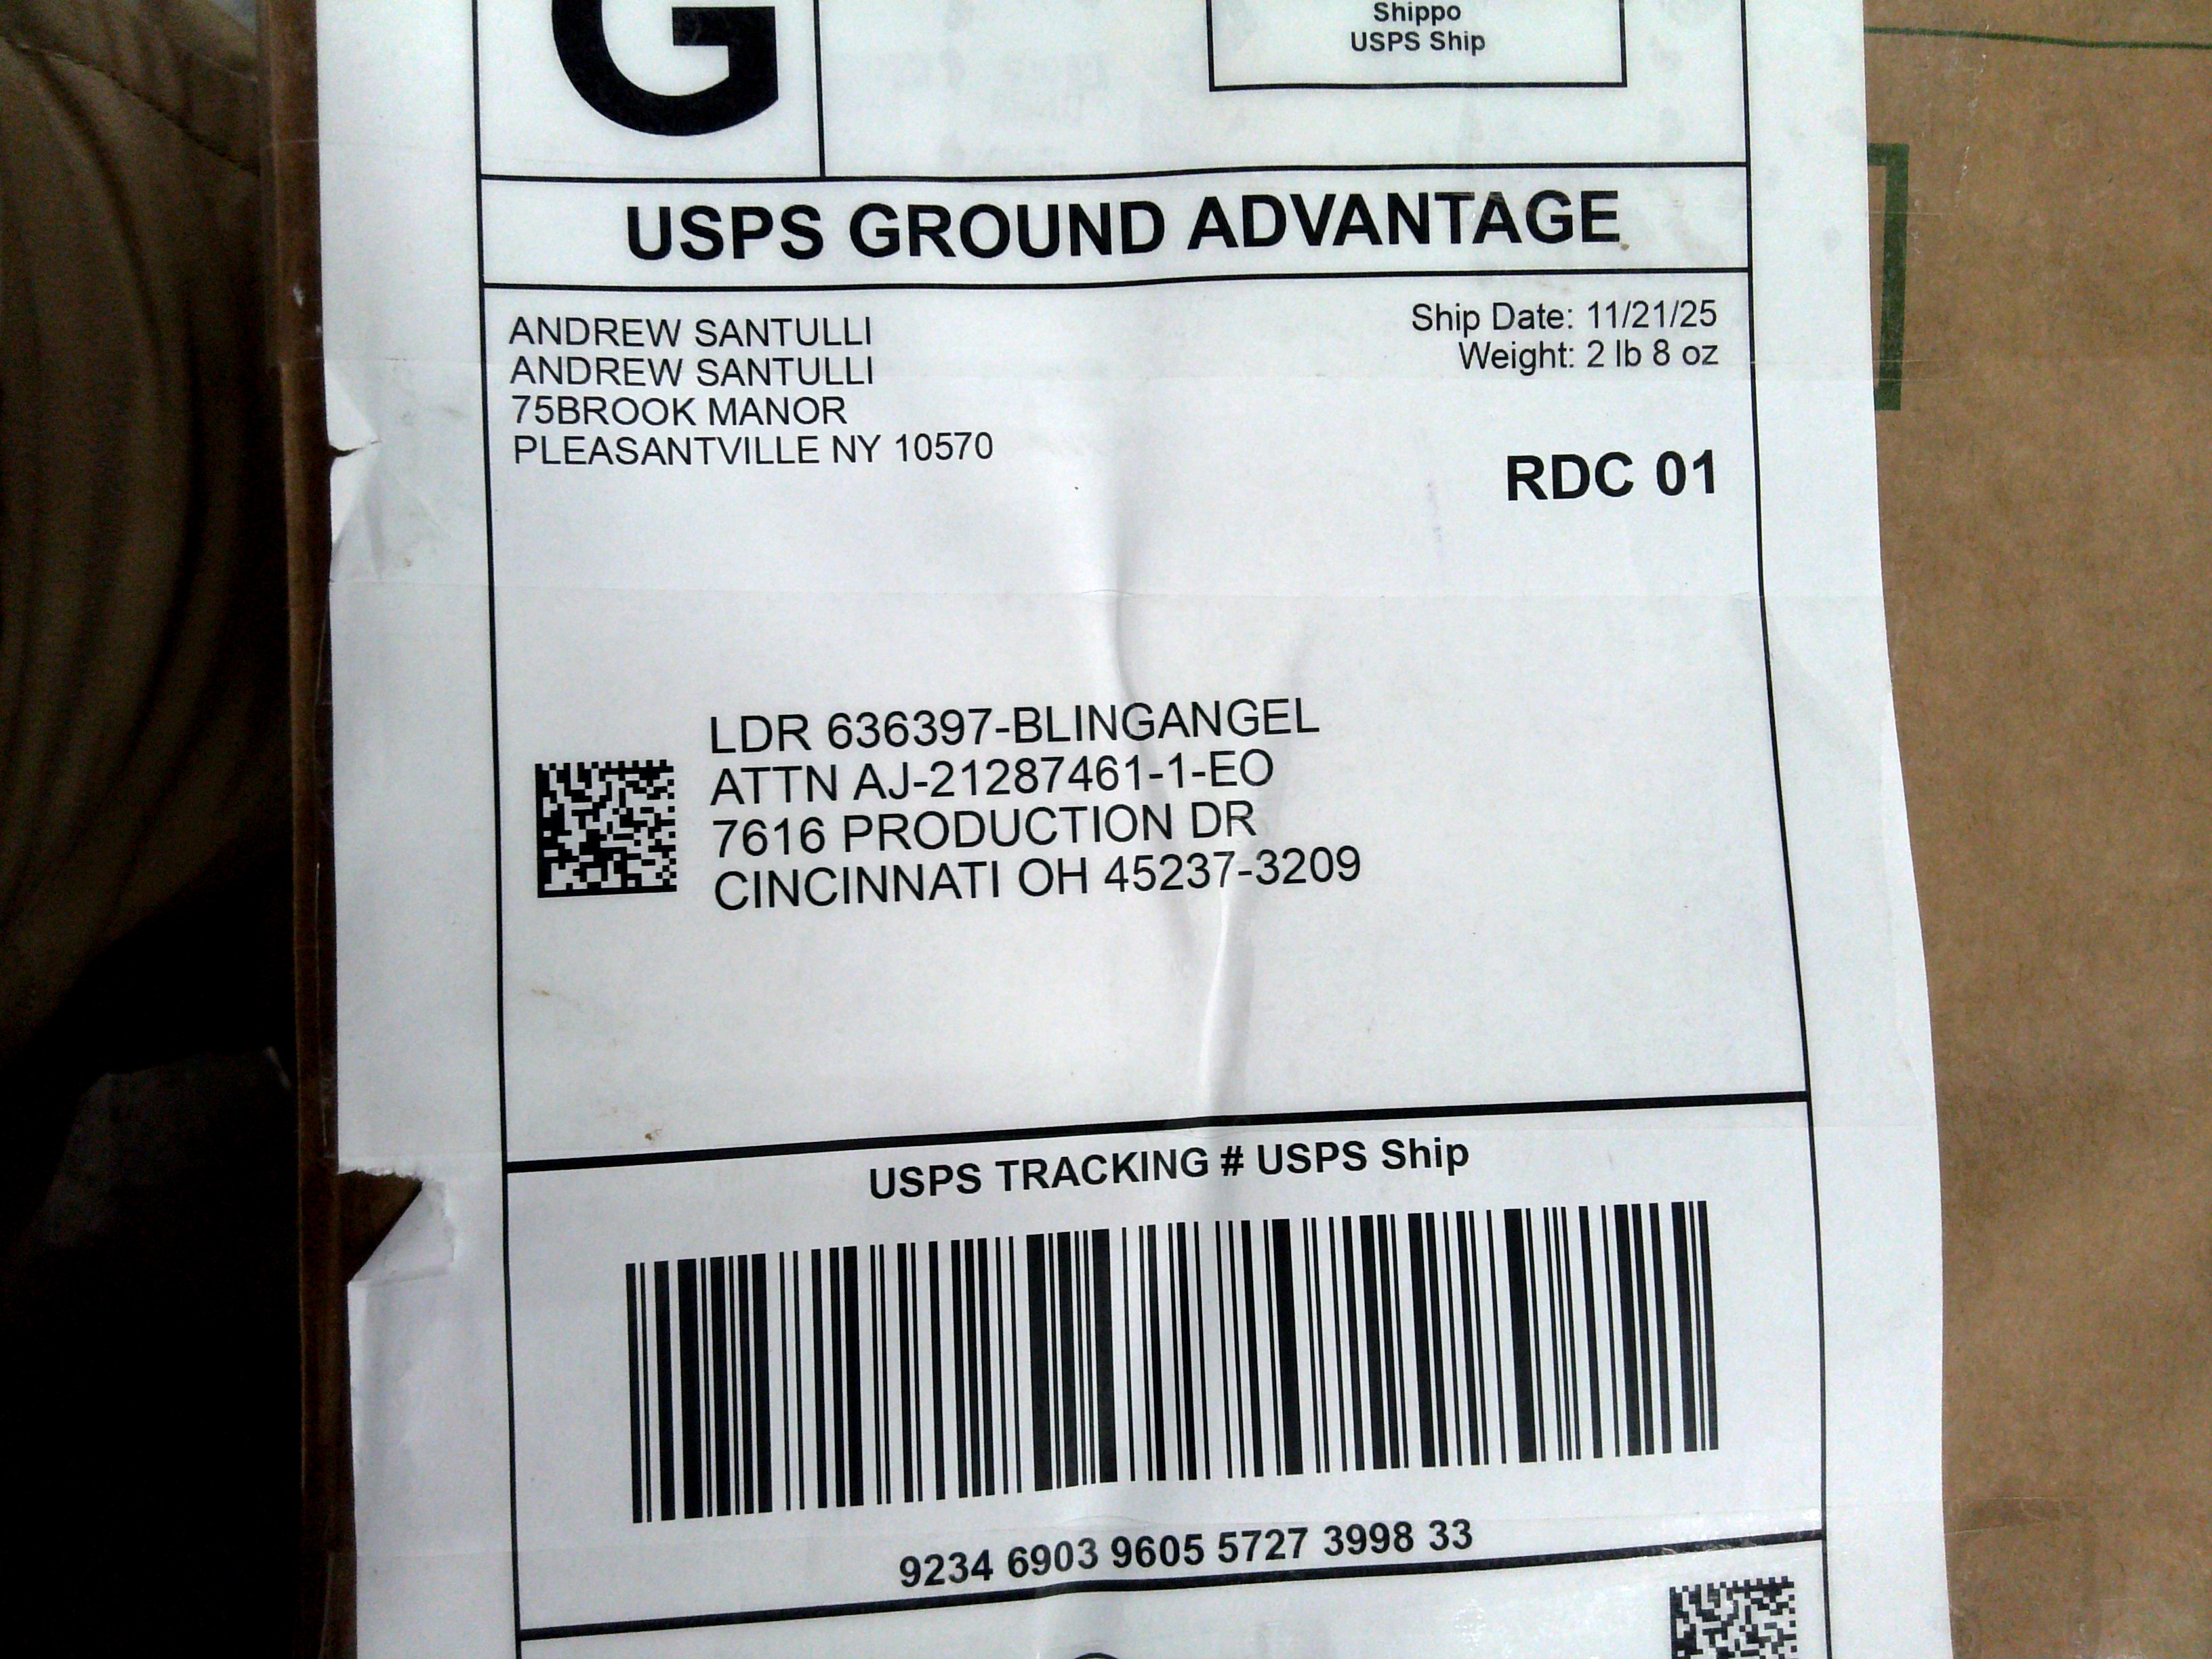 G
Shippo
USPS Ship
USPS GROUND ADVANTAGE
ANDREW SANTULLI
ANDREW SANTULLI
75BROOK MANOR
PLEASANTVILLE NY 10570
Ship Date: 11/21/25
Weight: 2 lb 8 oz
RDC 01
LDR 636397-BLINGANGEL
ATTN AJ-21287461-1-EO
7616 PRODUCTION DR
CINCINNATI OH 45237-3209
USPS TRACKING # USPS Ship
9234 6903 9605 5727 3998 33